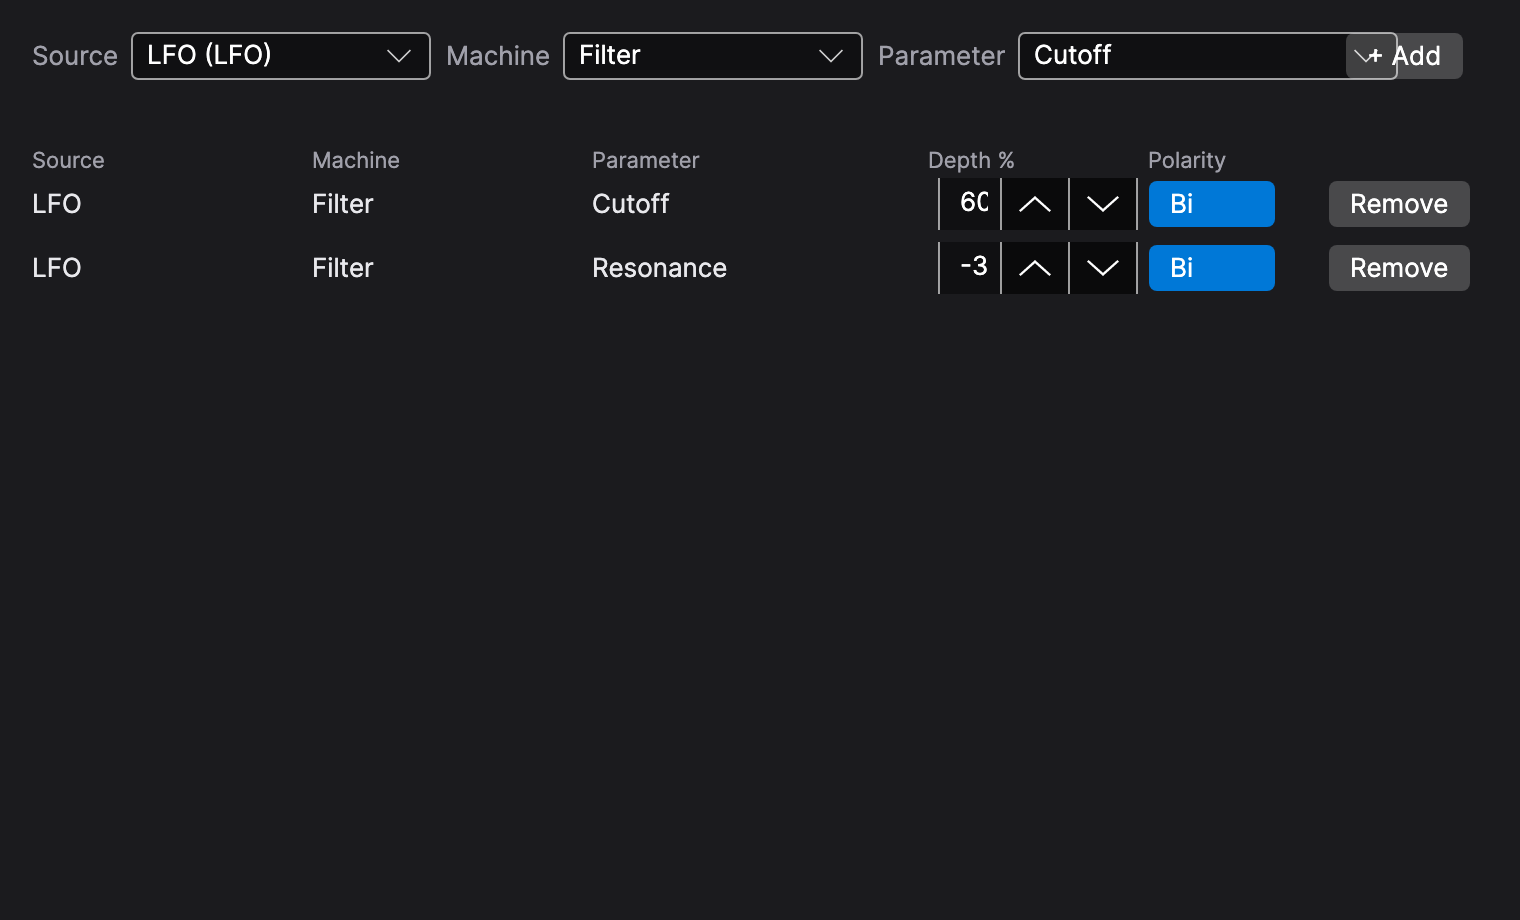 Source LFO (LFO) Machine Filter Parameter Cutoff + Add
Source Machine Parameter Depth % Polarity
LFO Filter Cutoff 60 Bi Remove
LFO Filter Resonance -3 Bi Remove